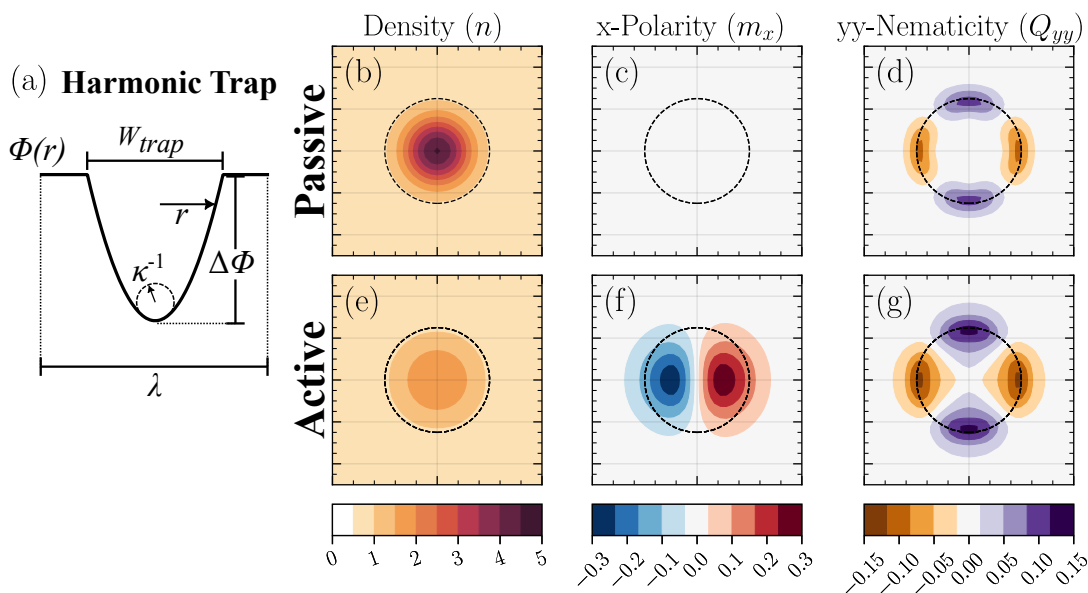 Density (n) x-Polarity (mₓ) yy-Nematicity (Q_yy)
(a) Harmonic Trap
Φ(r)
W_trap
r
κ⁻¹
ΔΦ
λ
Passive
(b) (c) (d)
Active
(e) (f) (g)
0 1 2 3 4 5
−0.3 −0.2 −0.1 0.0 0.1 0.2 0.3
−0.15 −0.10 −0.05 0.00 0.05 0.10 0.15